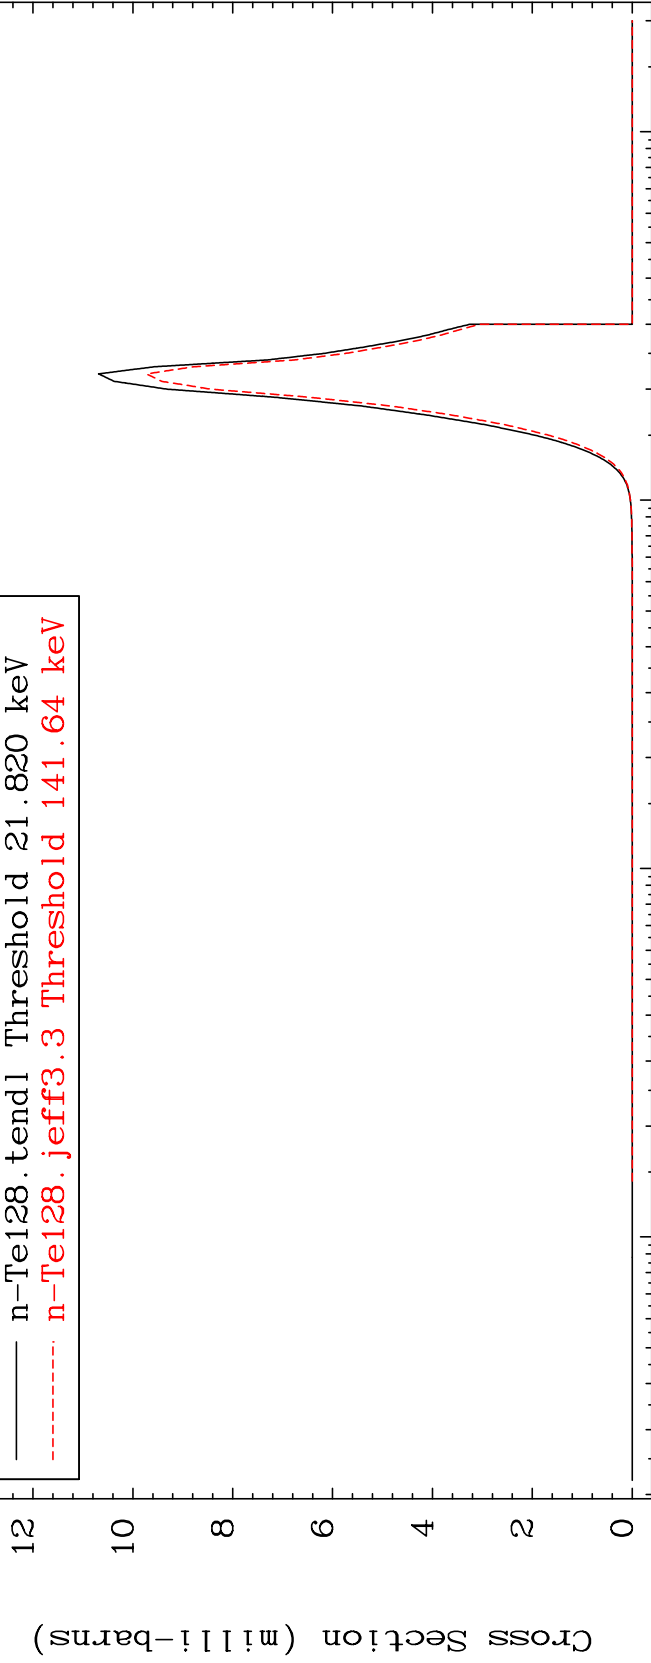 n-Te128.tendl Threshold 21.820 keV
n-Te128.jeff3.3 Threshold 141.64 keV
12
10
8
6
4
2
0
Cross Section (milli-barns)